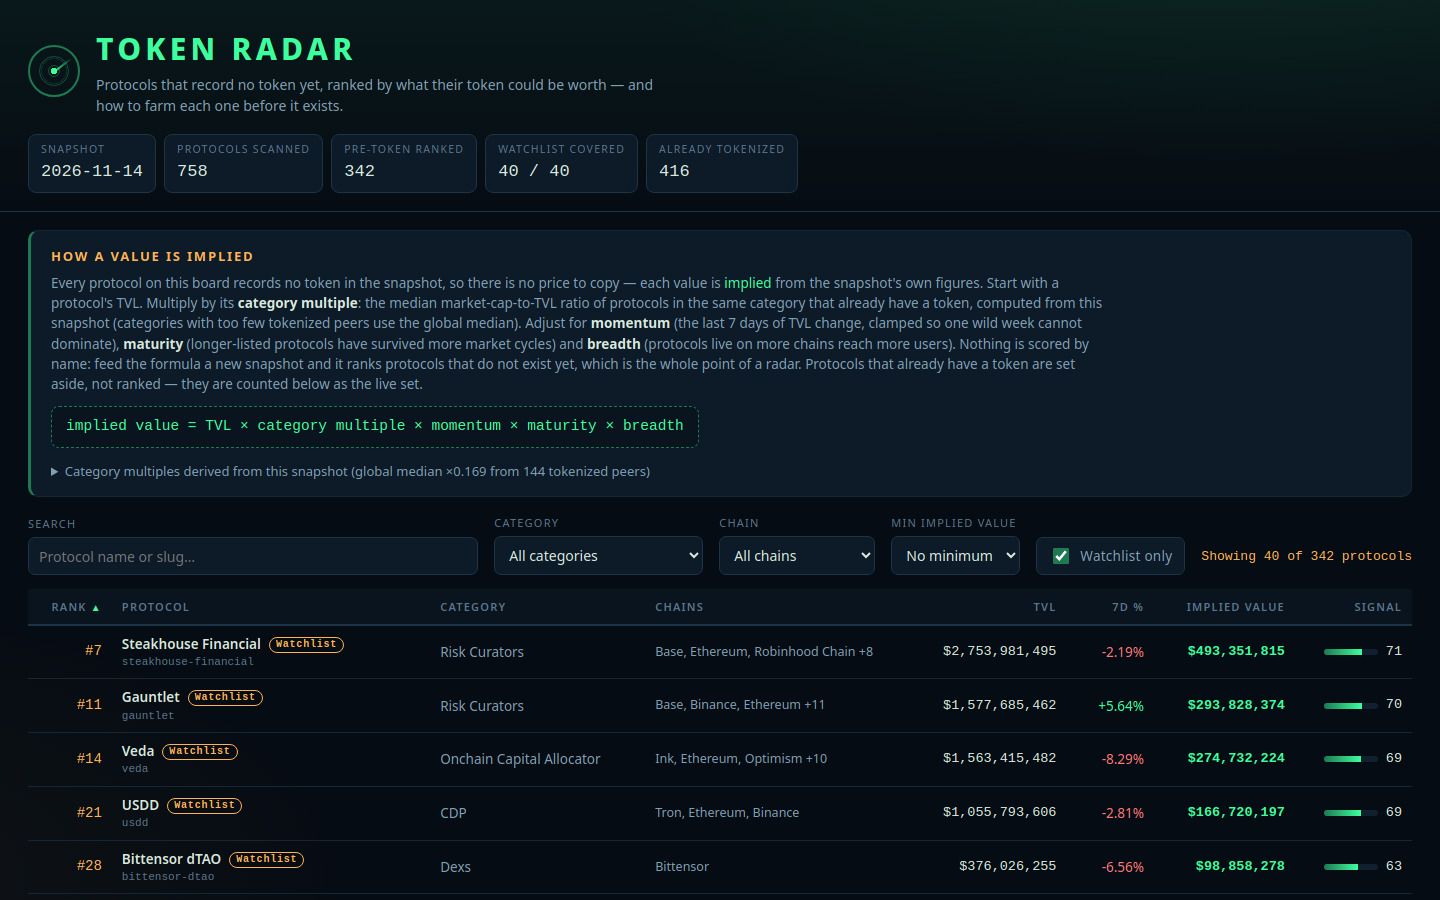 TOKEN RADAR
Protocols that record no token yet, ranked by what their token could be worth — and
how to farm each one before it exists.
SNAPSHOT
2026-11-14
PROTOCOLS SCANNED
758
PRE-TOKEN RANKED
342
WATCHLIST COVERED
40 / 40
ALREADY TOKENIZED
416
HOW A VALUE IS IMPLIED
Every protocol on this board records no token in the snapshot, so there is no price to copy — each value is implied from the snapshot's own figures. Start with a
protocol's TVL. Multiply by its category multiple: the median market-cap-to-TVL ratio of protocols in the same category that already have a token, computed from this
snapshot (categories with too few tokenized peers use the global median). Adjust for momentum (the last 7 days of TVL change, clamped so one wild week cannot
dominate), maturity (longer-listed protocols have survived more market cycles) and breadth (protocols live on more chains reach more users). Nothing is scored by
name: feed the formula a new snapshot and it ranks protocols that do not exist yet, which is the whole point of a radar. Protocols that already have a token are set
aside, not ranked — they are counted below as the live set.
implied value = TVL × category multiple × momentum × maturity × breadth
▶ Category multiples derived from this snapshot (global median ×0.169 from 144 tokenized peers)
SEARCH
Protocol name or slug...
CATEGORY
All categories
CHAIN
All chains
MIN IMPLIED VALUE
No minimum
Watchlist only
Showing 40 of 342 protocols
RANK ▲ PROTOCOL CATEGORY CHAINS TVL 7D % IMPLIED VALUE SIGNAL
#7 Steakhouse Financial Watchlist Risk Curators Base, Ethereum, Robinhood Chain +8 $2,753,981,495 -2.19% $493,351,815 71
steakhouse-financial
#11 Gauntlet Watchlist Risk Curators Base, Binance, Ethereum +11 $1,577,685,462 +5.64% $293,828,374 70
gauntlet
#14 Veda Watchlist Onchain Capital Allocator Ink, Ethereum, Optimism +10 $1,563,415,482 -8.29% $274,732,224 69
veda
#21 USDD Watchlist CDP Tron, Ethereum, Binance $1,055,793,606 -2.81% $166,720,197 69
usdd
#28 Bittensor dTAO Watchlist Dexs Bittensor $376,026,255 -6.56% $98,858,278 63
bittensor-dtao